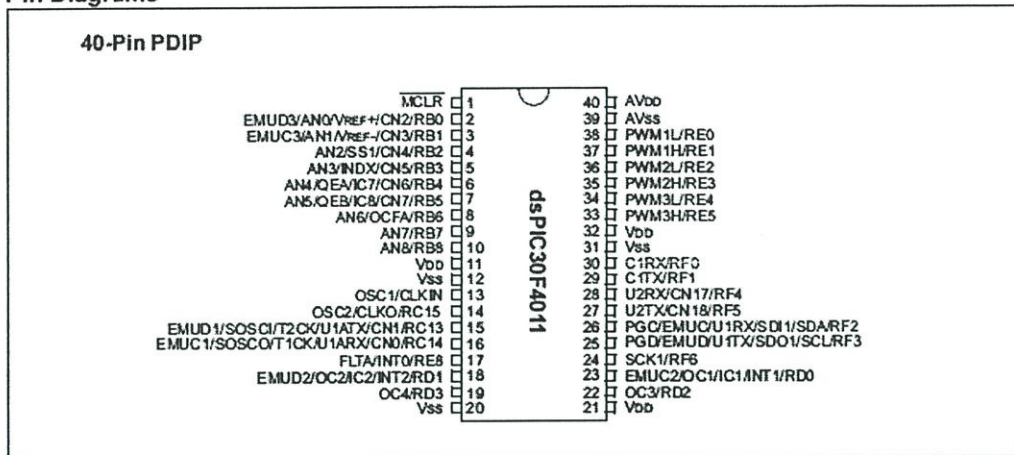 40-Pin PDIP
MCLR 1
EMUD3/AN0/VREF+/CN2/RB0 2
EMUC3/AN1/VREF-/CN3/RB1 3
AN2/SS1/CN4/RB2 4
AN3/INDX/CN5/RB3 5
AN4/QEA/IC7/CN6/RB4 6
AN5/QEB/IC8/CN7/RB5 7
AN6/OCFA/RB6 8
AN7/RB7 9
AN8/RB8 10
VDD 11
VSS 12
OSC1/CLKIN 13
OSC2/CLKO/RC15 14
EMUD1/SOSCI/T2CK/U1ATX/CN1/RC13 15
EMUC1/SOSCO/T1CK/U1ARX/CN0/RC14 16
FLTA/INT0/RE8 17
EMUD2/OC2/IC2/INT2/RD1 18
OC4/RD3 19
VSS 20
dsPIC30F4011
40 AVDD
39 AVSS
38 PWM1L/RE0
37 PWM1H/RE1
36 PWM2L/RE2
35 PWM2H/RE3
34 PWM3L/RE4
33 PWM3H/RE5
32 VDD
31 VSS
30 C1RX/RF0
29 C1TX/RF1
28 U2RX/CN17/RF4
27 U2TX/CN18/RF5
26 PGC/EMUC/U1RX/SDI1/SDA/RF2
25 PGD/EMUD/U1TX/SDO1/SCL/RF3
24 SCK1/RF6
23 EMUC2/OC1/IC1/INT1/RD0
22 OC3/RD2
21 VDD